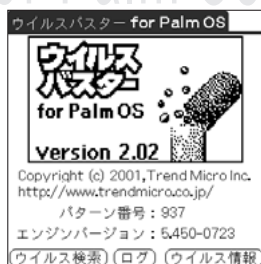 ウイルスバスター for Palm OS
ウイルス
バスター
for Palm OS
version 2.02
Copyright (c) 2001,Trend Micro Inc.
http://www.trendmicro.co.jp/
パターン番号：937
エンジンバージョン：5.450-0723
ウイルス検索 ログ ウイルス情報